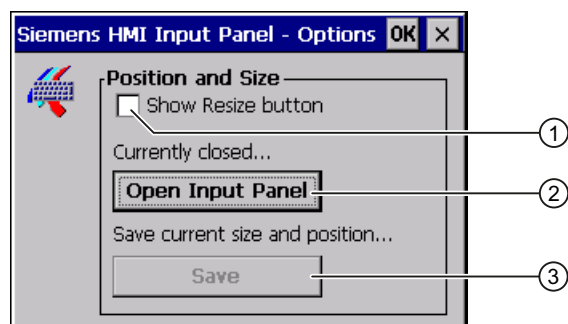 Siemens HMI Input Panel - Options OK ×
Position and Size
Show Resize button
1
Currently closed...
Open Input Panel
2
Save current size and position...
Save
3